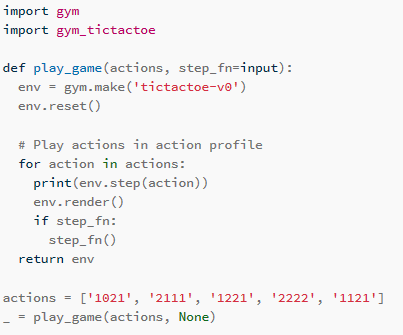 import gym
import gym_tictactoe

def play_game(actions, step_fn=input):
  env = gym.make('tictactoe-v0')
  env.reset()

  # Play actions in action profile
  for action in actions:
    print(env.step(action))
    env.render()
    if step_fn:
      step_fn()
  return env

actions = ['1021', '2111', '1221', '2222', '1121']
_ = play_game(actions, None)